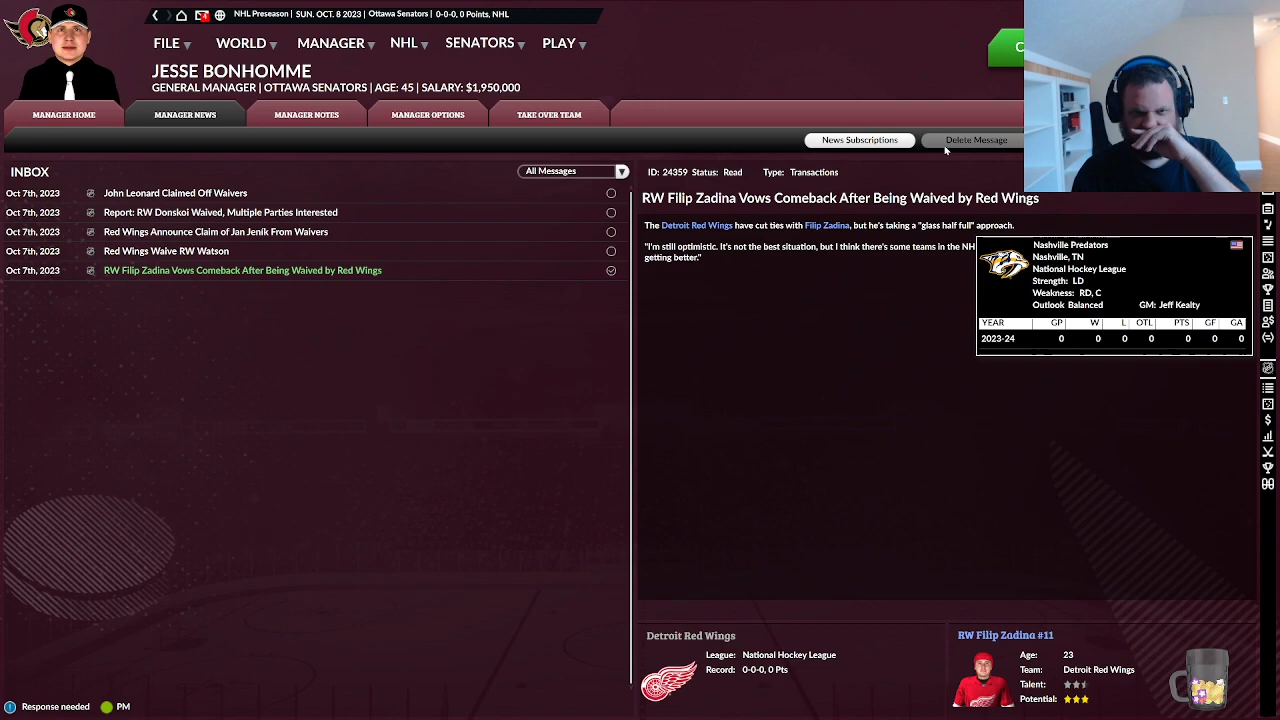 NHL Preseason | SUN. OCT. 8 2023 | Ottawa Senators | 0-0-0, 0 Points, NHL
FILE WORLD MANAGER NHL SENATORS PLAY
JESSE BONHOMME
GENERAL MANAGER | OTTAWA SENATORS | AGE: 45 | SALARY: $1,950,000
MANAGER HOME MANAGER NEWS MANAGER NOTES MANAGER OPTIONS TAKE OVER TEAM
News Subscriptions Delete Message
INBOX All Messages
Oct 7th, 2023 John Leonard Claimed Off Waivers
Oct 7th, 2023 Report: RW Donskoi Waived, Multiple Parties Interested
Oct 7th, 2023 Red Wings Announce Claim of Jan Jeník From Waivers
Oct 7th, 2023 Red Wings Waive RW Watson
Oct 7th, 2023 RW Filip Zadina Vows Comeback After Being Waived by Red Wings
ID: 24359 Status: Read Type: Transactions
RW Filip Zadina Vows Comeback After Being Waived by Red Wings
The Detroit Red Wings have cut ties with Filip Zadina, but he's taking a "glass half full" approach.
"I'm still optimistic. It's not the best situation, but I think there's some teams in the NH
getting better."
Nashville Predators
Nashville, TN
National Hockey League
Strength: LD
Weakness: RD, C
Outlook Balanced GM: Jeff Kealty
YEAR GP W L OTL PTS GF GA
2023-24 0 0 0 0 0 0 0
Detroit Red Wings
League: National Hockey League
Record: 0-0-0, 0 Pts
RW Filip Zadina #11
Age: 23
Team: Detroit Red Wings
Talent:
Potential:
Response needed PM